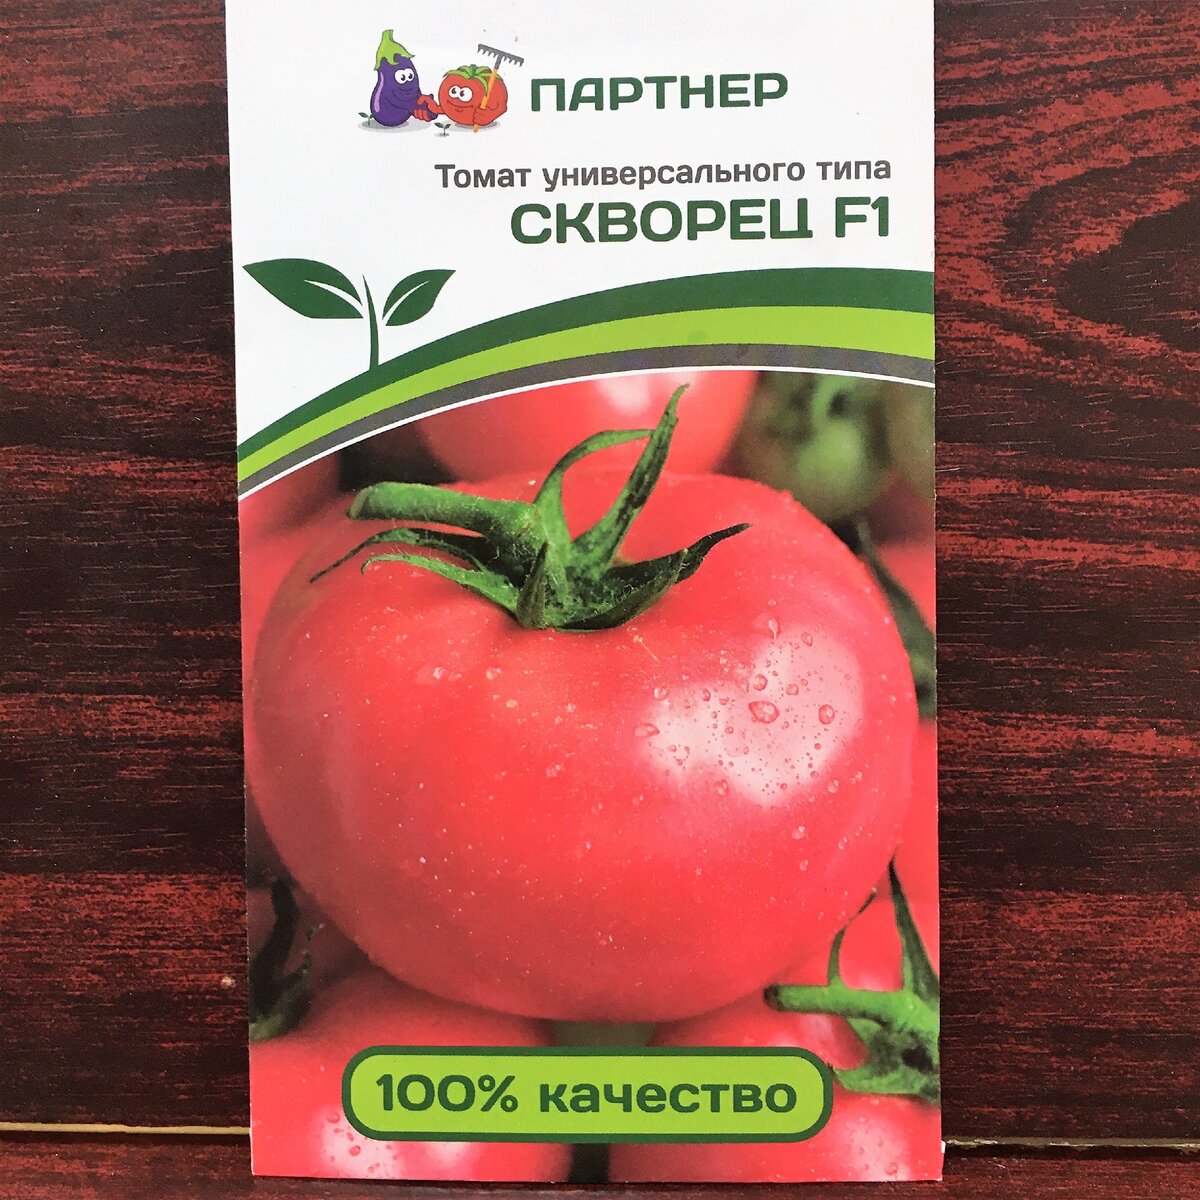 ПАРТНЕР
Томат универсального типа
СКВОРЕЦ F1
100% качество